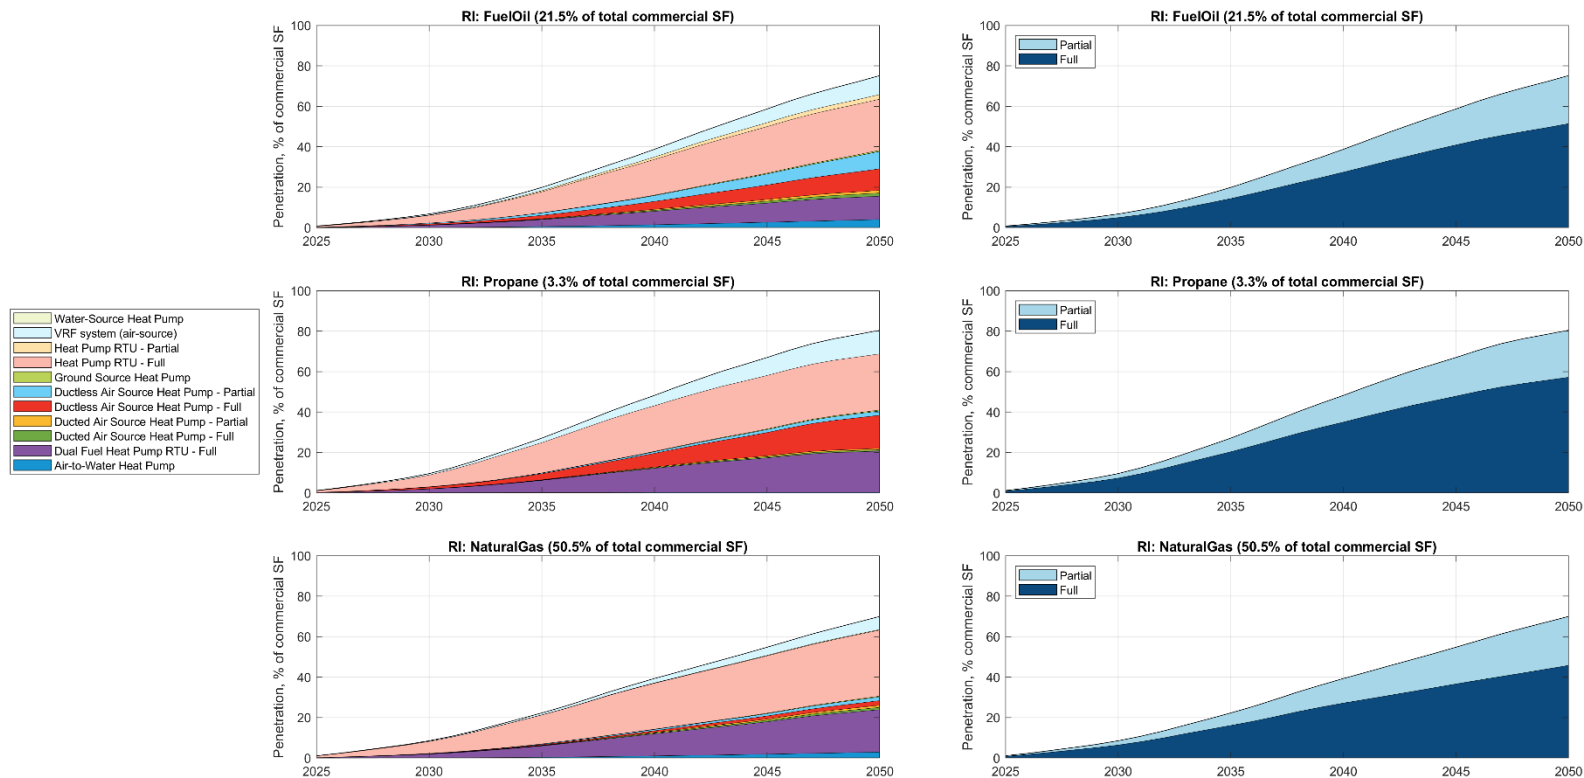 RI: FuelOil (21.5% of total commercial SF)
Penetration, % of commercial SF
100
80
60
40
20
0
2025 2030 2035 2040 2045 2050
RI: FuelOil (21.5% of total commercial SF)
Penetration, % commercial SF
100
80
60
40
20
0
Partial
Full
2025 2030 2035 2040 2045 2050
Water-Source Heat Pump
VRF system (air-source)
Heat Pump RTU - Partial
Heat Pump RTU - Full
Ground Source Heat Pump
Ductless Air Source Heat Pump - Partial
Ductless Air Source Heat Pump - Full
Ducted Air Source Heat Pump - Partial
Ducted Air Source Heat Pump - Full
Dual Fuel Heat Pump RTU - Full
Air-to-Water Heat Pump
RI: Propane (3.3% of total commercial SF)
Penetration, % of commercial SF
100
80
60
40
20
0
2025 2030 2035 2040 2045 2050
RI: Propane (3.3% of total commercial SF)
Penetration, % commercial SF
100
80
60
40
20
0
Partial
Full
2025 2030 2035 2040 2045 2050
RI: NaturalGas (50.5% of total commercial SF)
Penetration, % of commercial SF
100
80
60
40
20
0
2025 2030 2035 2040 2045 2050
RI: NaturalGas (50.5% of total commercial SF)
Penetration, % commercial SF
100
80
60
40
20
0
Partial
Full
2025 2030 2035 2040 2045 2050